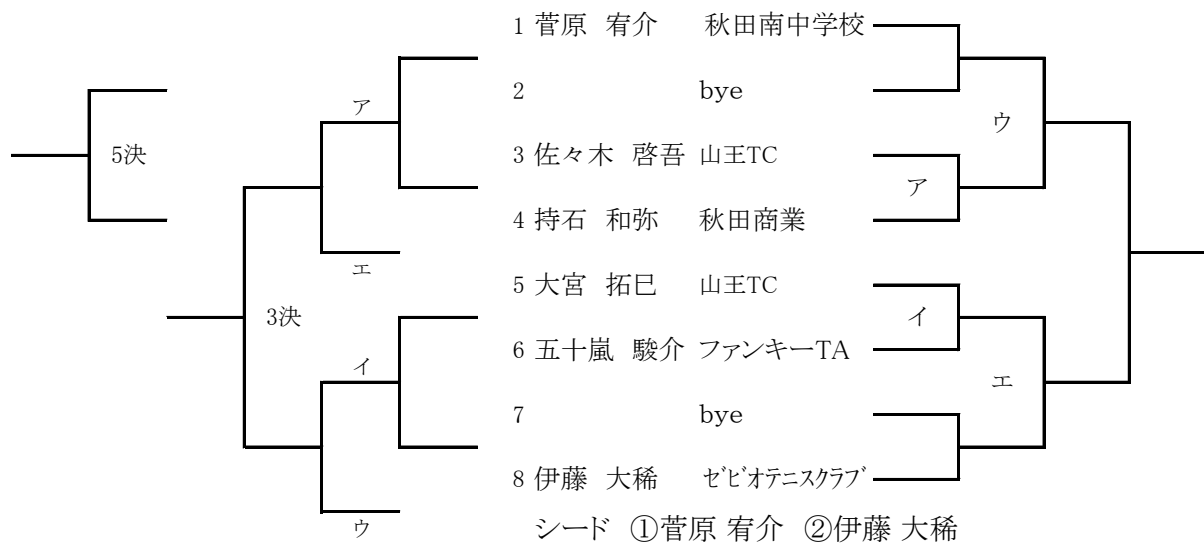 1 菅原 宥介 秋田南中学校
2 bye
ア
ウ
5決
3 佐々木 啓吾 山王TC
ア
4 持石 和弥 秋田商業
エ
5 大宮 拓巳 山王TC
3決
イ
6 五十嵐 駿介 ファンキーTA
イ
エ
7 bye
8 伊藤 大稀 ゼビオテニスクラブ
ウ
シード ①菅原 宥介 ②伊藤 大稀